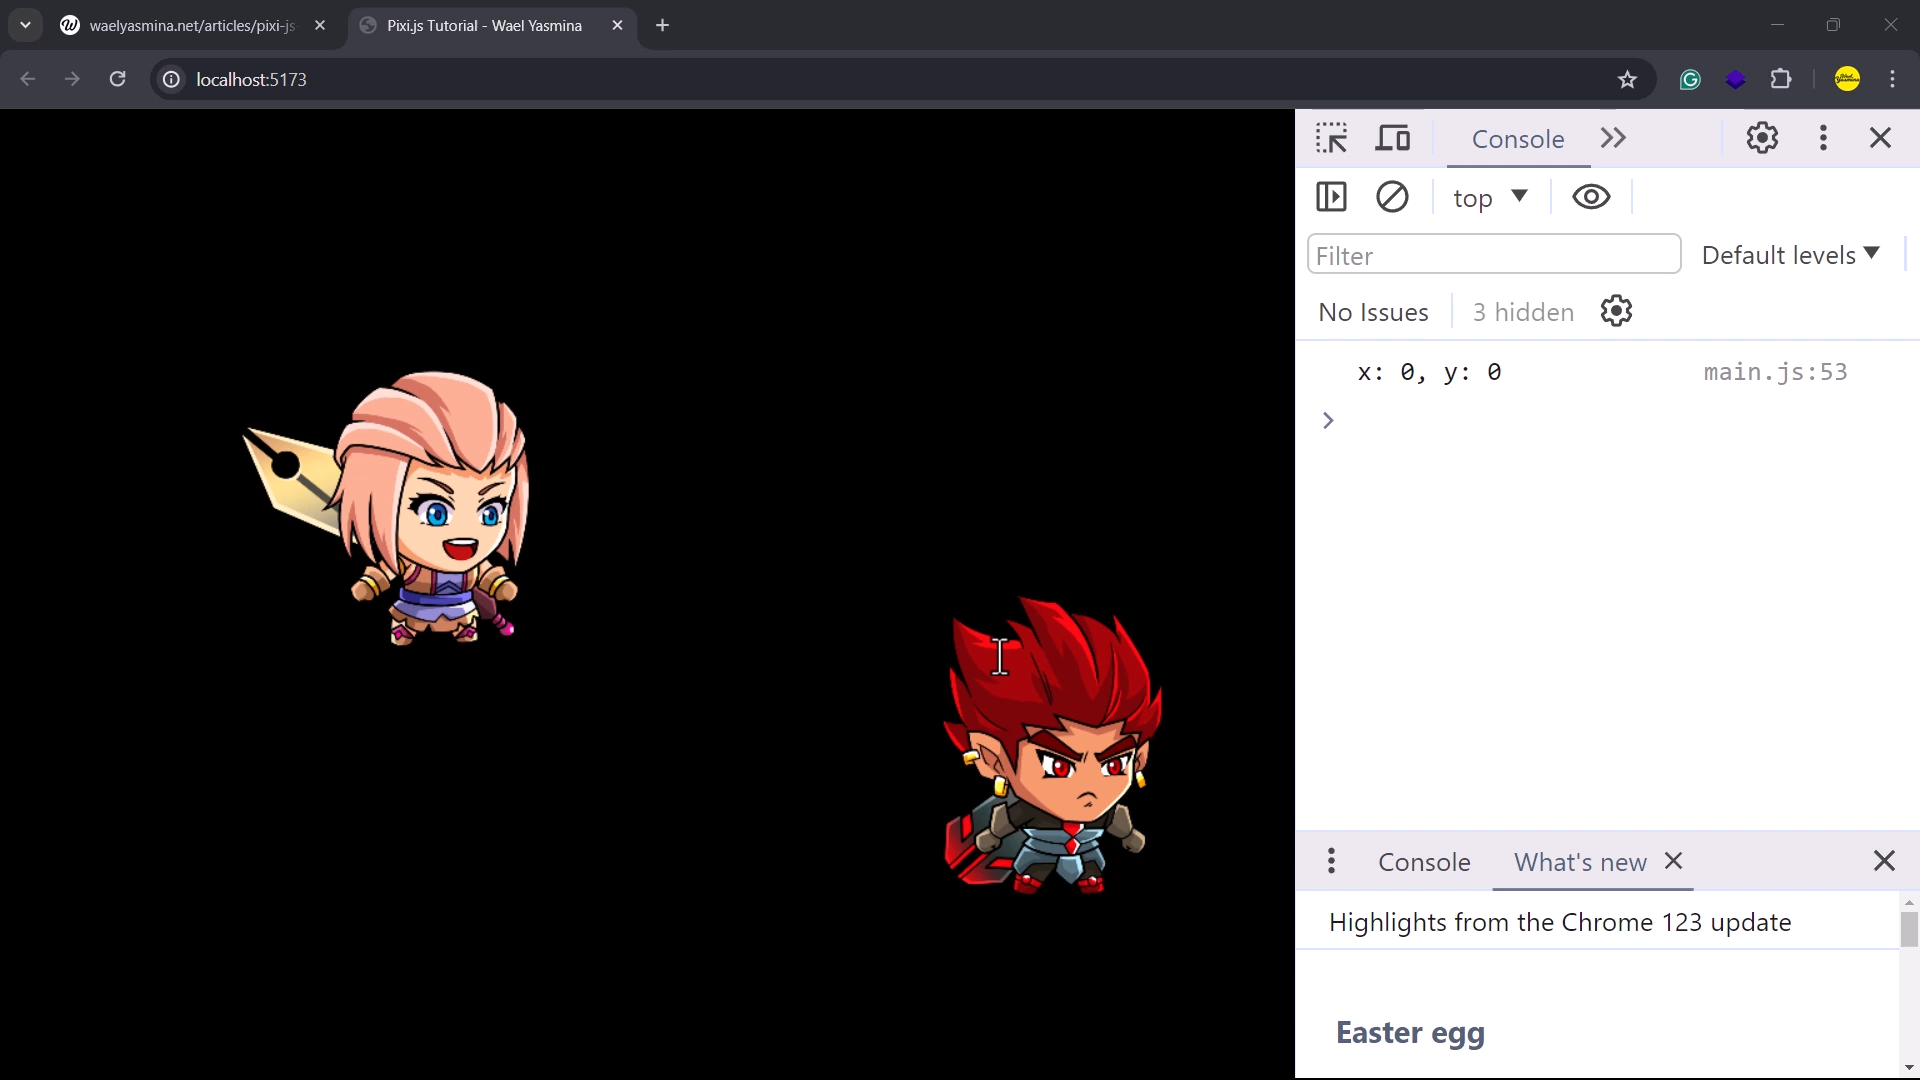 waelyasmina.net/articles/pixi-js-
Pixi.js Tutorial - Wael Yasmina
localhost:5173
Console
top
Filter
Default levels
No Issues
3 hidden
x: 0, y: 0
main.js:53
Console
What's new
Highlights from the Chrome 123 update
Easter egg